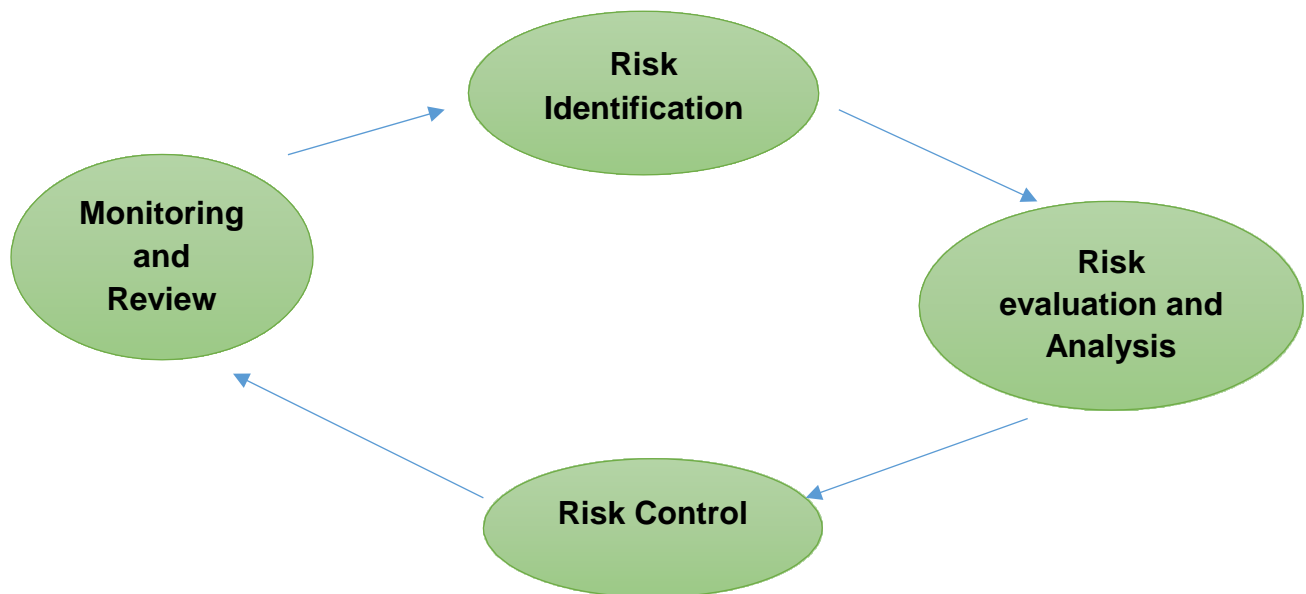 Risk
Identification
Risk
evaluation and
Analysis
Risk Control
Monitoring
and
Review